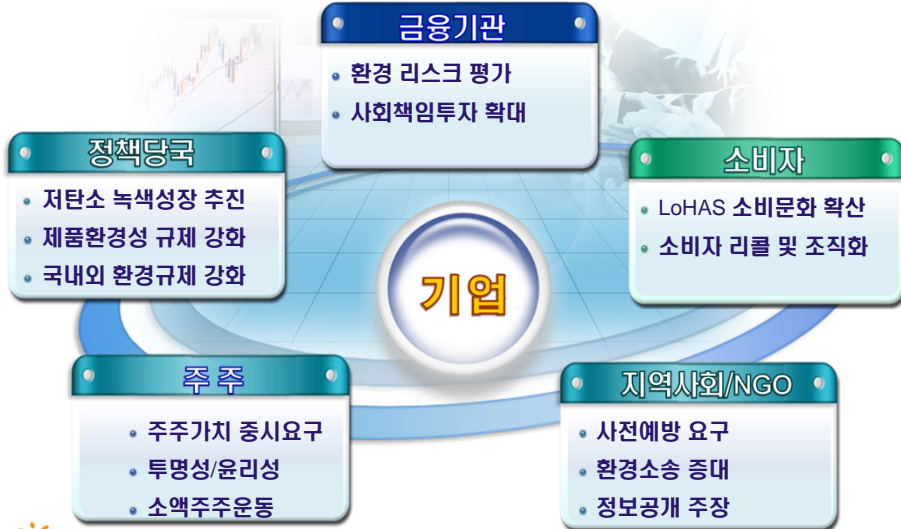 금융기관
환경 리스크 평가
사회책임투자 확대
정책당국
저탄소 녹색성장 추진
제품환경성 규제 강화
국내외 환경규제 강화
소비자
LoHAS 소비문화 확산
소비자 리콜 및 조직화
기업
주 주
주주가치 중시요구
투명성/윤리성
소액주주운동
지역사회/NGO
사전예방 요구
환경소송 증대
정보공개 주장